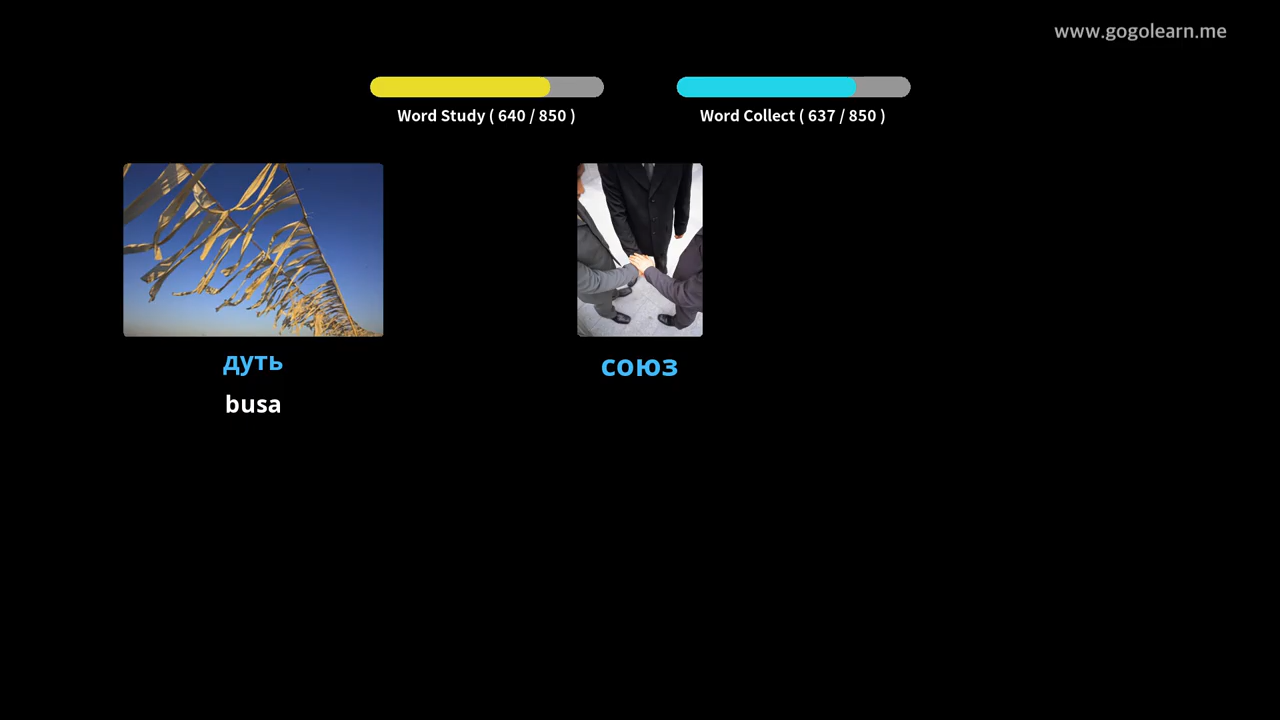 www.gogolearn.me
Word Study ( 640 / 850 )
Word Collect ( 637 / 850 )
дуть
busa
союз